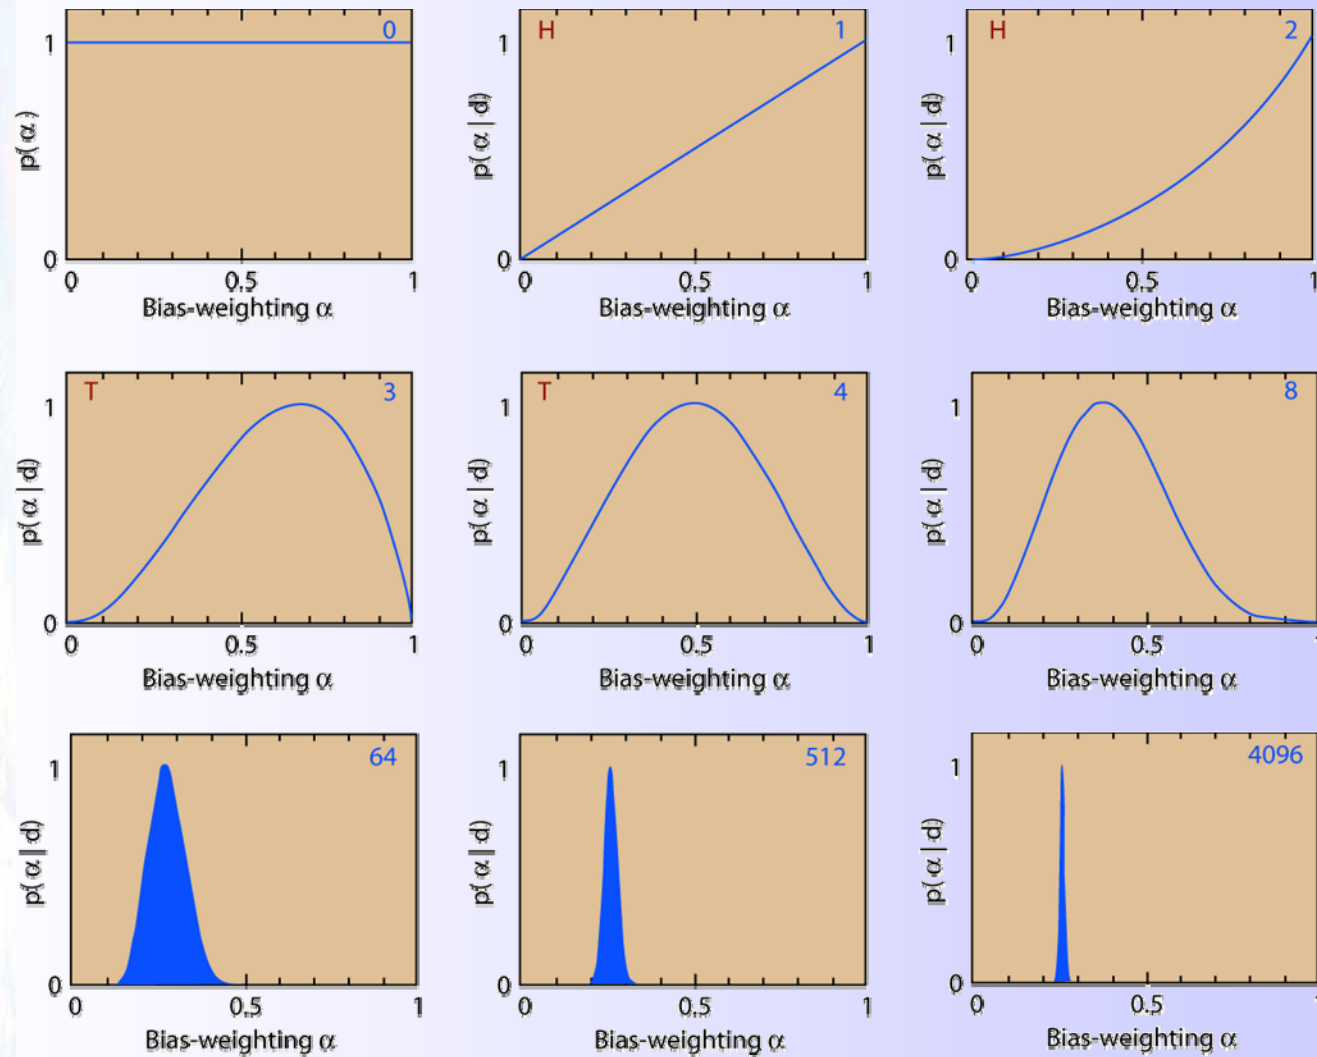 0
1
p(α)
0
0 0.5 1
Bias-weighting α
H 1
1
p(α | d)
0
0 0.5 1
Bias-weighting α
H 2
1
p(α | d)
0
0 0.5 1
Bias-weighting α
T 3
1
p(α | d)
0
0 0.5 1
Bias-weighting α
T 4
1
p(α | d)
0
0 0.5 1
Bias-weighting α
8
1
p(α | d)
0
0 0.5 1
Bias-weighting α
64
1
p(α | d)
0
0 0.5 1
Bias-weighting α
512
1
p(α | d)
0
0 0.5 1
Bias-weighting α
4096
1
p(α | d)
0
0 0.5 1
Bias-weighting α